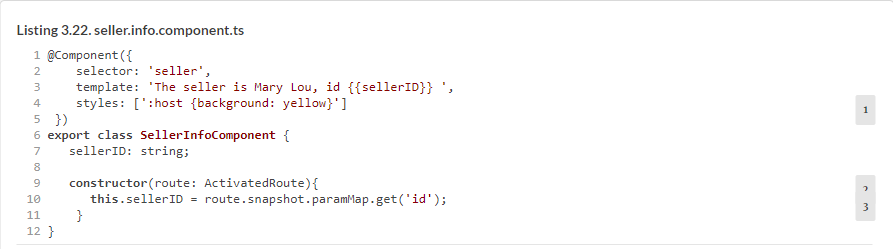 Listing 3.22. seller.info.component.ts
1 @Component({
2     selector: 'seller',
3     template: 'The seller is Mary Lou, id {{sellerID}} ',
4     styles: [':host {background: yellow}']
5  })
6 export class SellerInfoComponent {
7    sellerID: string;
8
9    constructor(route: ActivatedRoute){
10       this.sellerID = route.snapshot.paramMap.get('id');
11     }
12 }
1
2
3